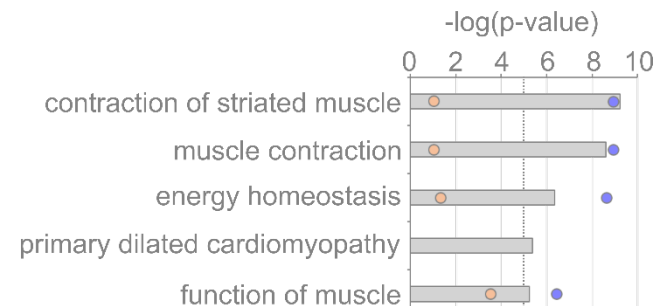 -log(p-value)
0 2 4 6 8 10
contraction of striated muscle
muscle contraction
energy homeostasis
primary dilated cardiomyopathy
function of muscle